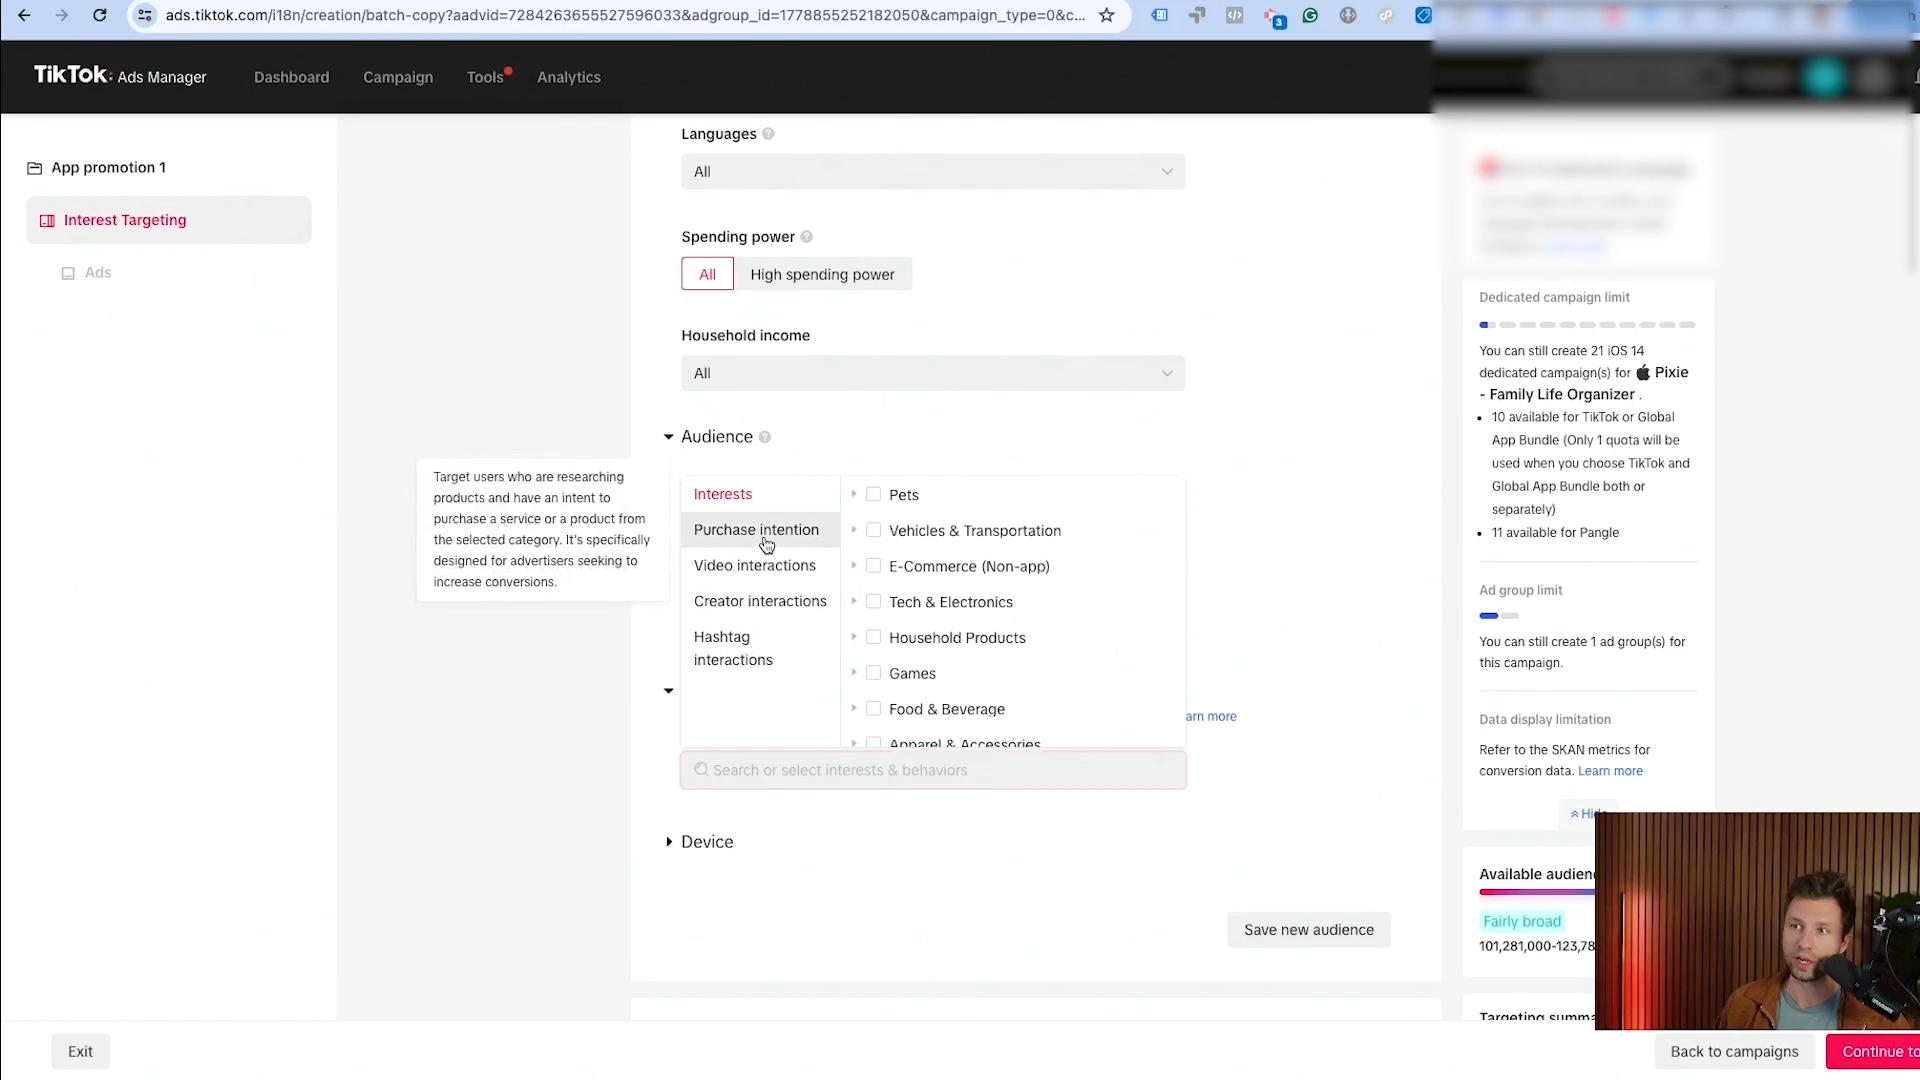 ads.tiktok.com/i18n/creation/batch-copy?aadvid=7284263655527596033&adgroup_id=1778855252182050&campaign_type=0&c...
3
TikTok: Ads Manager
Dashboard
Campaign
Tools
Analytics
App promotion 1
Interest Targeting
Ads
Languages
All
Spending power
All
High spending power
Household income
All
Audience
Target users who are researching
products and have an intent to
purchase a service or a product from
the selected category. It's specifically
designed for advertisers seeking to
increase conversions.
Interests
Purchase intention
Video interactions
Creator interactions
Hashtag
interactions
Pets
Vehicles & Transportation
E-Commerce (Non-app)
Tech & Electronics
Household Products
Games
Food & Beverage
Apparel & Accessories
arn more
Search or select interests & behaviors
Device
Save new audience
Dedicated campaign limit
You can still create 21 iOS 14
dedicated campaign(s) for Pixie
- Family Life Organizer .
10 available for TikTok or Global
App Bundle (Only 1 quota will be
used when you choose TikTok and
Global App Bundle both or
separately)
11 available for Pangle
Ad group limit
You can still create 1 ad group(s) for
this campaign.
Data display limitation
Refer to the SKAN metrics for
conversion data. Learn more
Hide
Available audien
Fairly broad
101,281,000-123,78
Targeting summa
Exit
Back to campaigns
Continue to